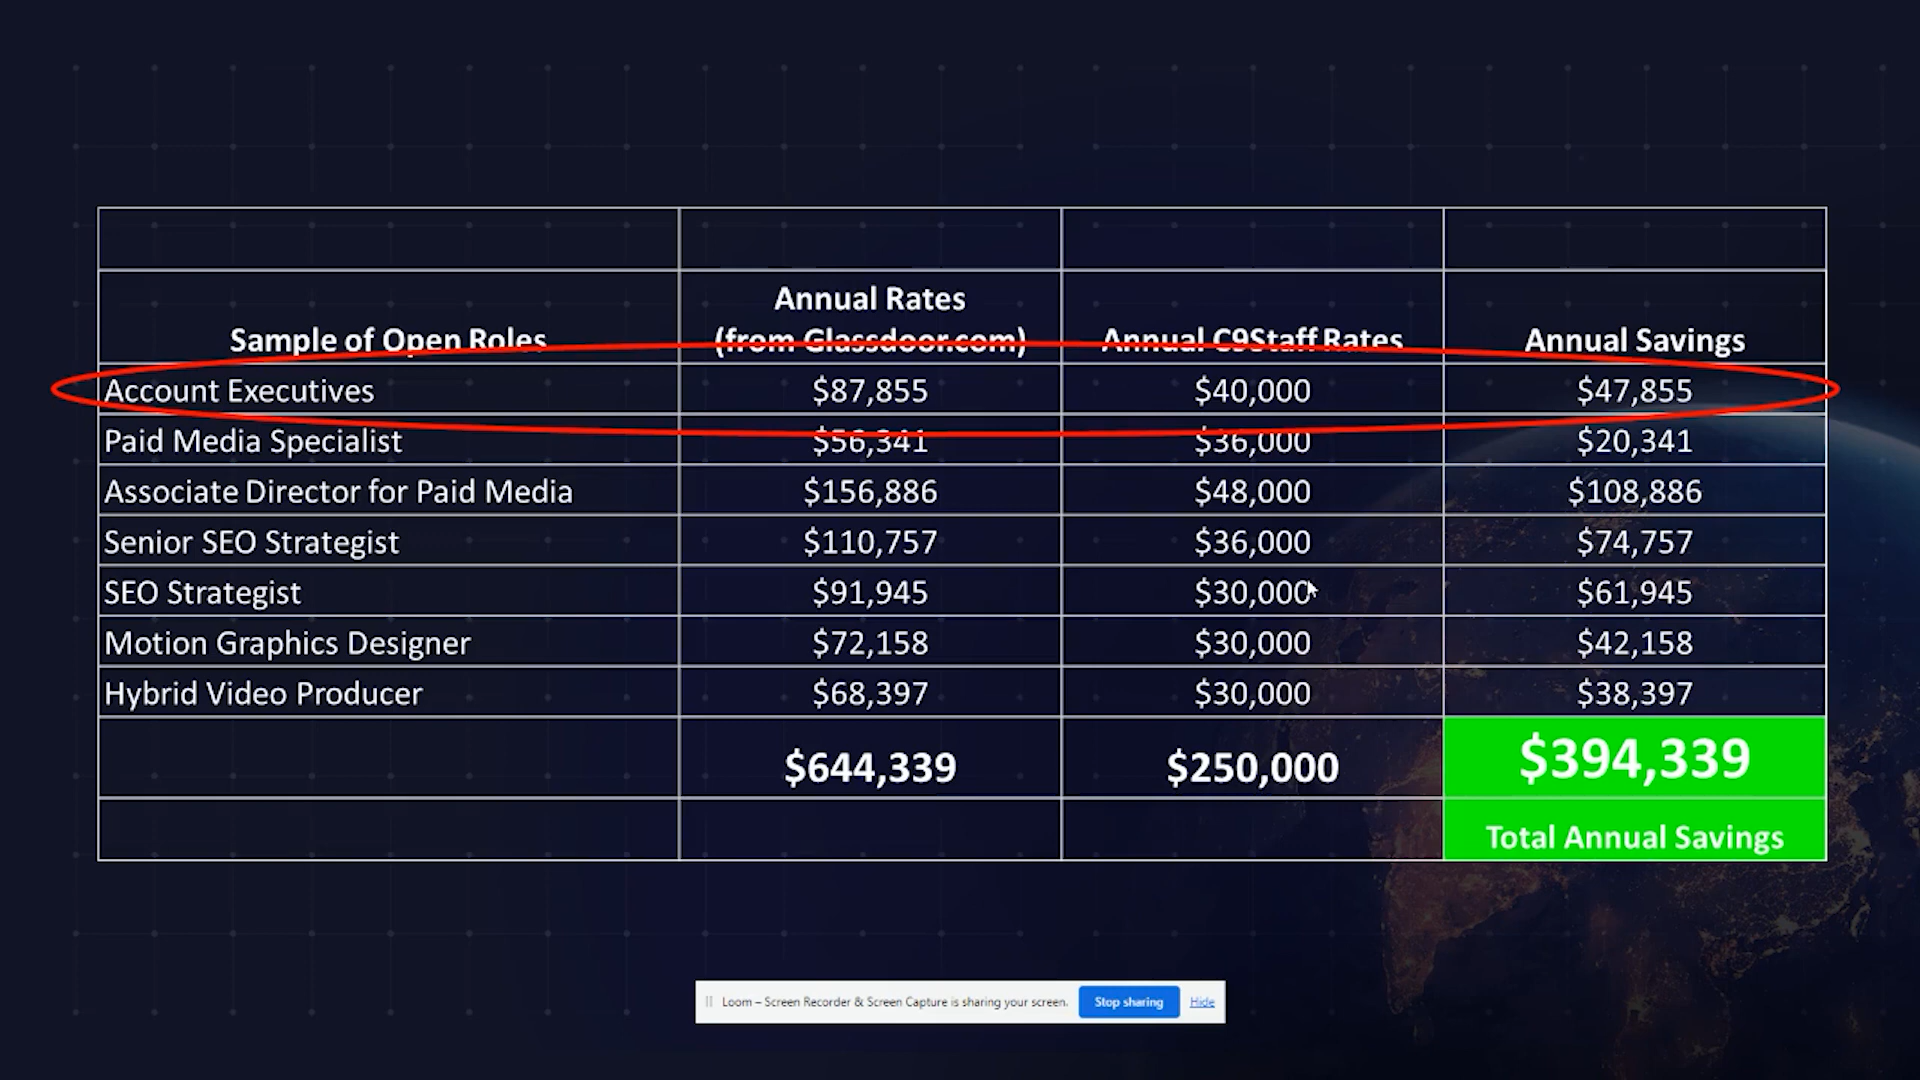 Annual Rates
Sample of Open Roles (from Glassdoor.com) Annual C9Staff Rates Annual Savings
Account Executives $87,855 $40,000 $47,855
Paid Media Specialist $56,341 $36,000 $20,341
Associate Director for Paid Media $156,886 $48,000 $108,886
Senior SEO Strategist $110,757 $36,000 $74,757
SEO Strategist $91,945 $30,000 $61,945
Motion Graphics Designer $72,158 $30,000 $42,158
Hybrid Video Producer $68,397 $30,000 $38,397
$644,339 $250,000 $394,339
Total Annual Savings
Loom – Screen Recorder & Screen Capture is sharing your screen. Stop sharing Hide